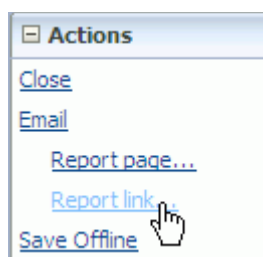 Actions
Close
Email
Report page...
Report link...
Save Offline